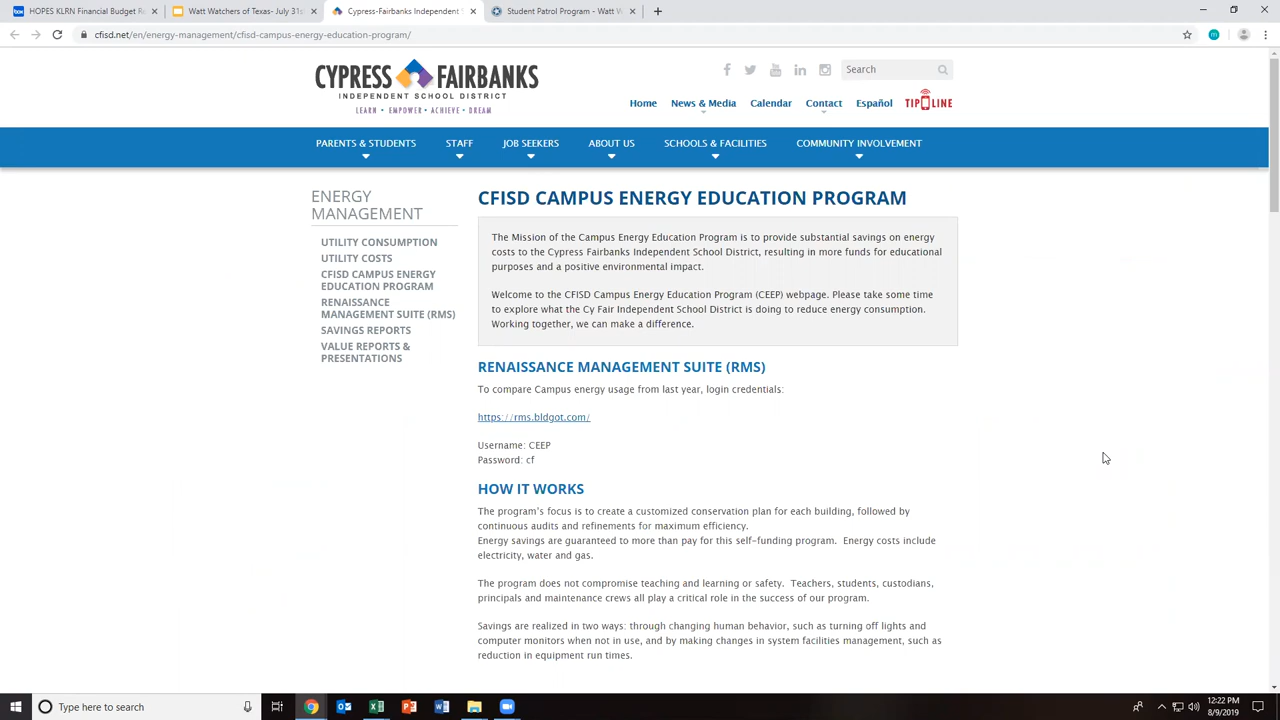 HOPES KLRN Financial Budget Re
Watt Watchers of Texas- July 31st
Cypress-Fairbanks Independent S
Student Patrol Program - Watt W
cfisd.net/en/energy-management/cfisd-campus-energy-education-program/
CYPRESS FAIRBANKS
INDEPENDENT SCHOOL DISTRICT
LEARN • EMPOWER • ACHIEVE • DREAM
Search
Home News & Media Calendar Contact Español TIPLINE
PARENTS & STUDENTS STAFF JOB SEEKERS ABOUT US SCHOOLS & FACILITIES COMMUNITY INVOLVEMENT
ENERGY
MANAGEMENT
UTILITY CONSUMPTION
UTILITY COSTS
CFISD CAMPUS ENERGY
EDUCATION PROGRAM
RENAISSANCE
MANAGEMENT SUITE (RMS)
SAVINGS REPORTS
VALUE REPORTS &
PRESENTATIONS
CFISD CAMPUS ENERGY EDUCATION PROGRAM
The Mission of the Campus Energy Education Program is to provide substantial savings on energy
costs to the Cypress Fairbanks Independent School District, resulting in more funds for educational
purposes and a positive environmental impact.
Welcome to the CFISD Campus Energy Education Program (CEEP) webpage. Please take some time
to explore what the Cy Fair Independent School District is doing to reduce energy consumption.
Working together, we can make a difference.
RENAISSANCE MANAGEMENT SUITE (RMS)
To compare Campus energy usage from last year, login credentials:
https://rms.bldgot.com/
Username: CEEP
Password: cf
HOW IT WORKS
The program's focus is to create a customized conservation plan for each building, followed by
continuous audits and refinements for maximum efficiency.
Energy savings are guaranteed to more than pay for this self-funding program. Energy costs include
electricity, water and gas.
The program does not compromise teaching and learning or safety. Teachers, students, custodians,
principals and maintenance crews all play a critical role in the success of our program.
Savings are realized in two ways: through changing human behavior, such as turning off lights and
computer monitors when not in use, and by making changes in system facilities management, such as
reduction in equipment run times.
Type here to search
12:22 PM
8/9/2019